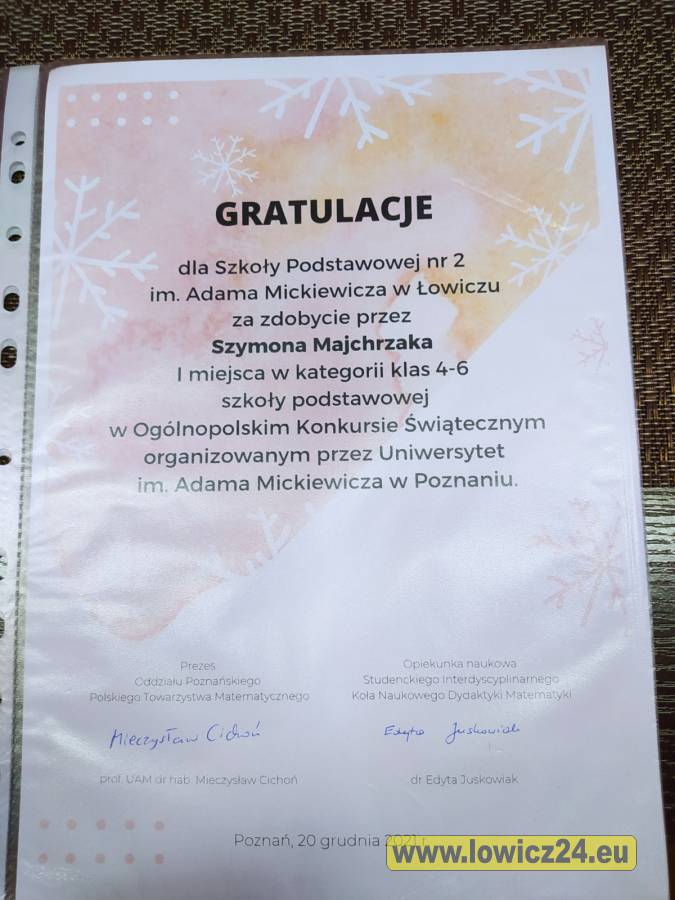 GRATULACJE
dla Szkoły Podstawowej nr 2
im. Adama Mickiewicza w Łowiczu
za zdobycie przez
Szymona Majchrzaka
I miejsca w kategorii klas 4-6
szkoły podstawowej
w Ogólnopolskim Konkursie Świątecznym
organizowanym przez Uniwersytet
im. Adama Mickiewicza w Poznaniu.
Prezes
Oddziału Poznańskiego
Polskiego Towarzystwa Matematycznego
Mieczysław Cichoń
prof. UAM dr hab. Mieczysław Cichoń
Opiekunka naukowa
Studenckiego Interdyscyplinarnego
Koła Naukowego Dydaktyki Matematyki
Edyta Juskowiak
dr Edyta Juskowiak
Poznań, 20 grudnia 2021 r.
www.lowicz24.eu